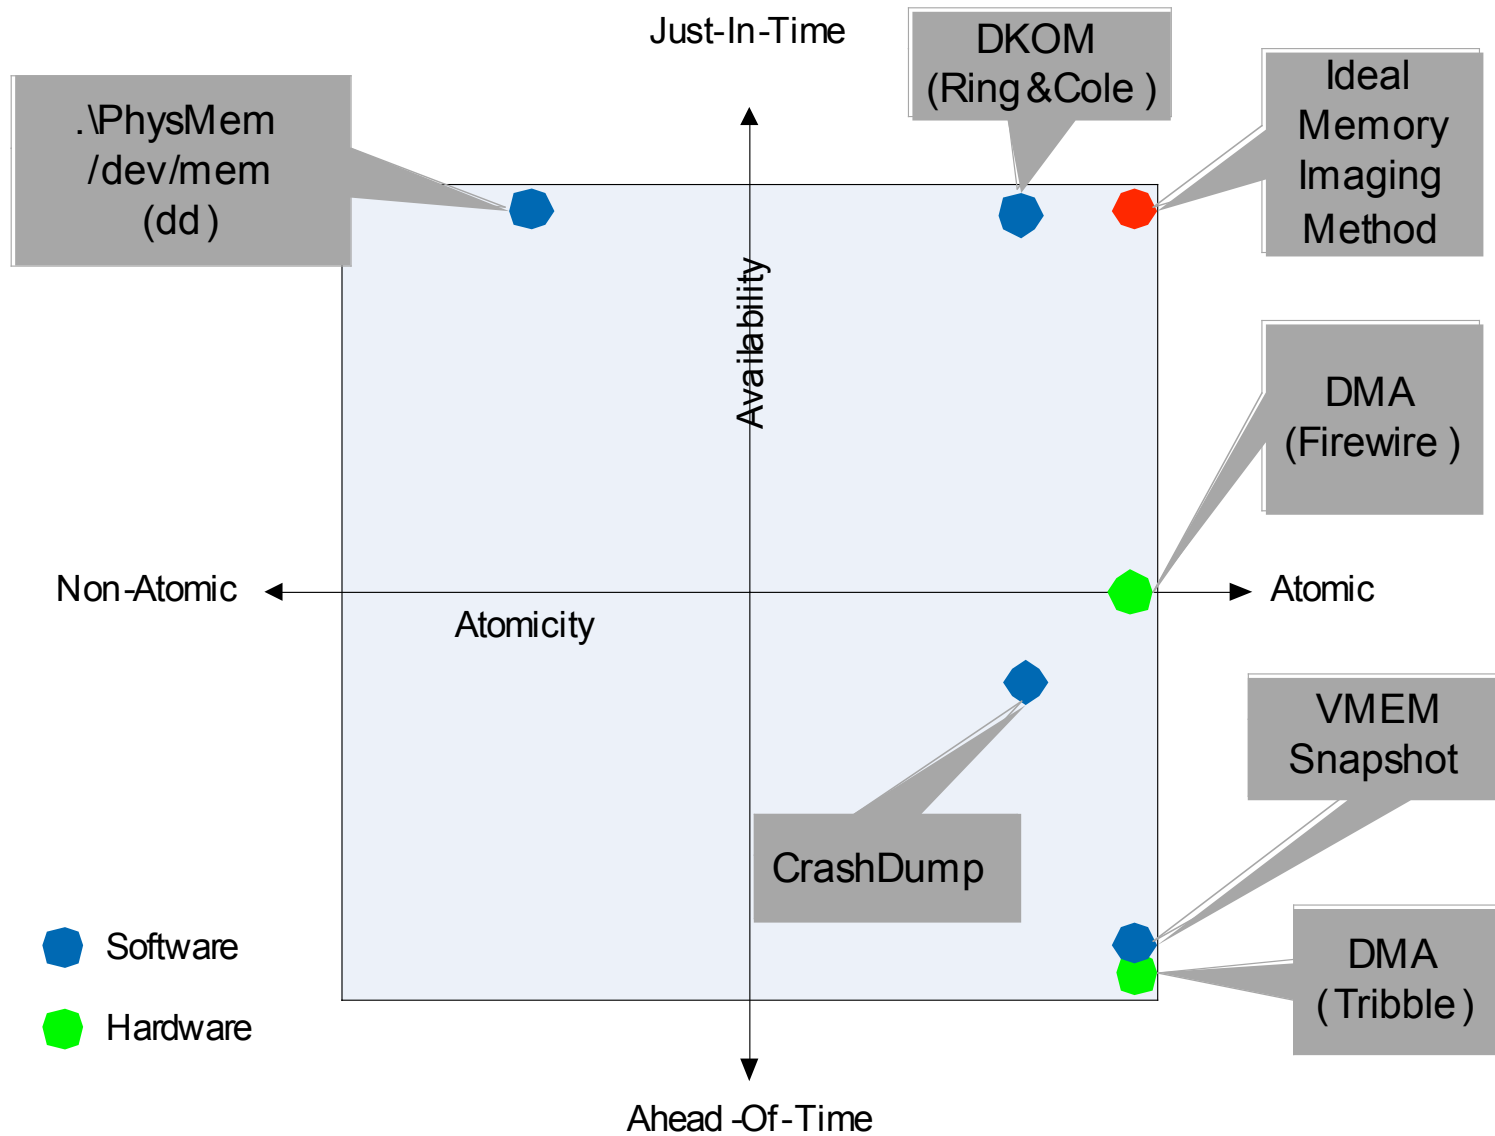 Just-In-Time
DKOM
(Ring&Cole)
Ideal
Memory
Imaging
Method
.\PhysMem
/dev/mem
(dd)
Availability
DMA
(Firewire)
Non-Atomic
Atomic
Atomicity
VMEM
Snapshot
CrashDump
Software
DMA
(Tribble)
Hardware
Ahead-Of-Time